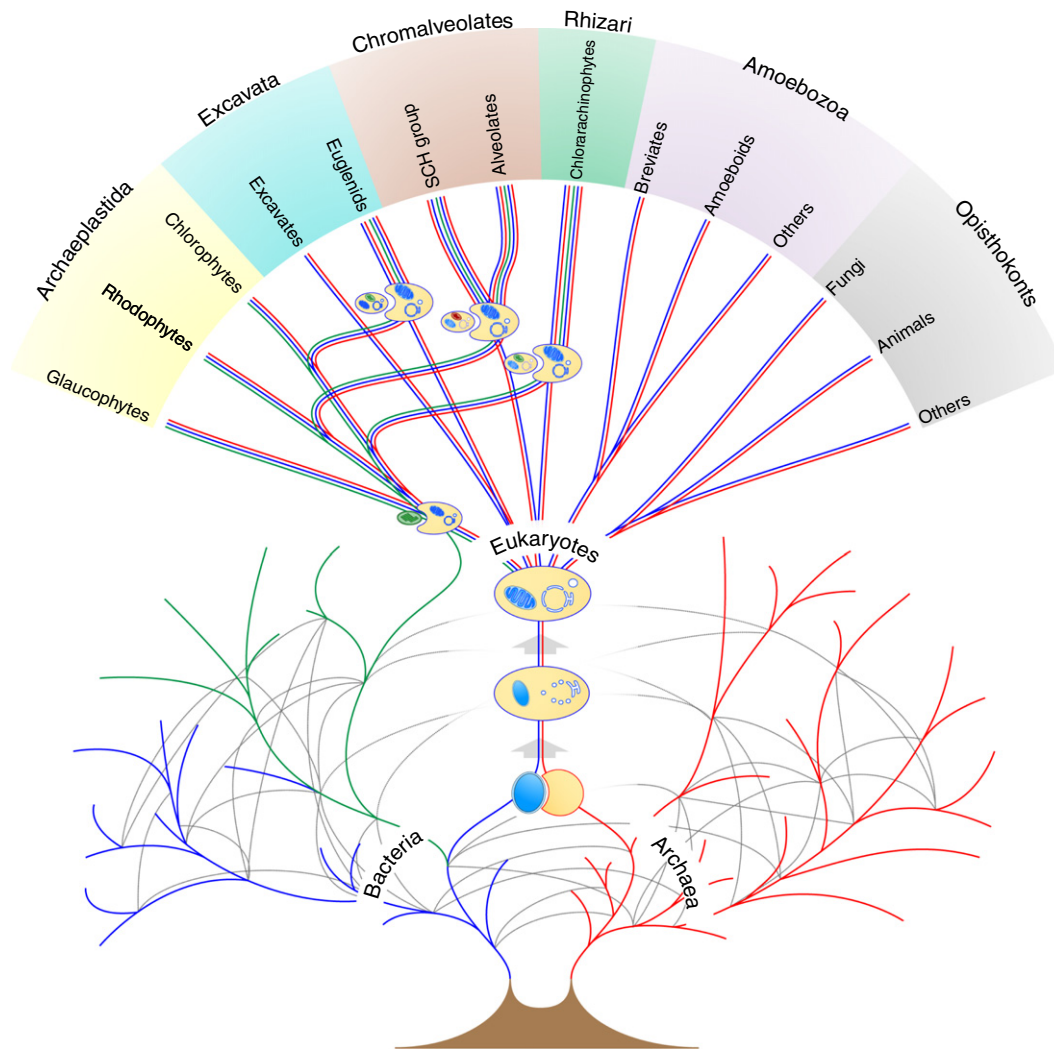 Archaeplastida
Excavata
Chromalveolates
Rhizari
Amoebozoa
Opisthokonts
Glaucophytes
Rhodophytes
Chlorophytes
Excavates
Euglenids
SCH group
Alveolates
Chlorarachinophytes
Breviates
Amoeboids
Others
Fungi
Animals
Others
Eukaryotes
Bacteria
Archaea